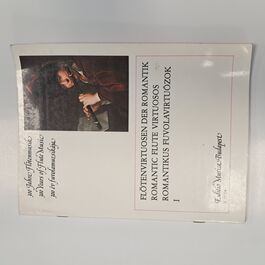 300 Jahre Flötenmusik
300 Years of Flute Music
300 év fuvolamuzsikája
FLÖTENVIRTUOSEN DER ROMANTIK
ROMANTIC FLUTE VIRTUOSOS
ROMANTIKUS FUVOLAVIRTUÓZOK
I
Editio Musica Budapest